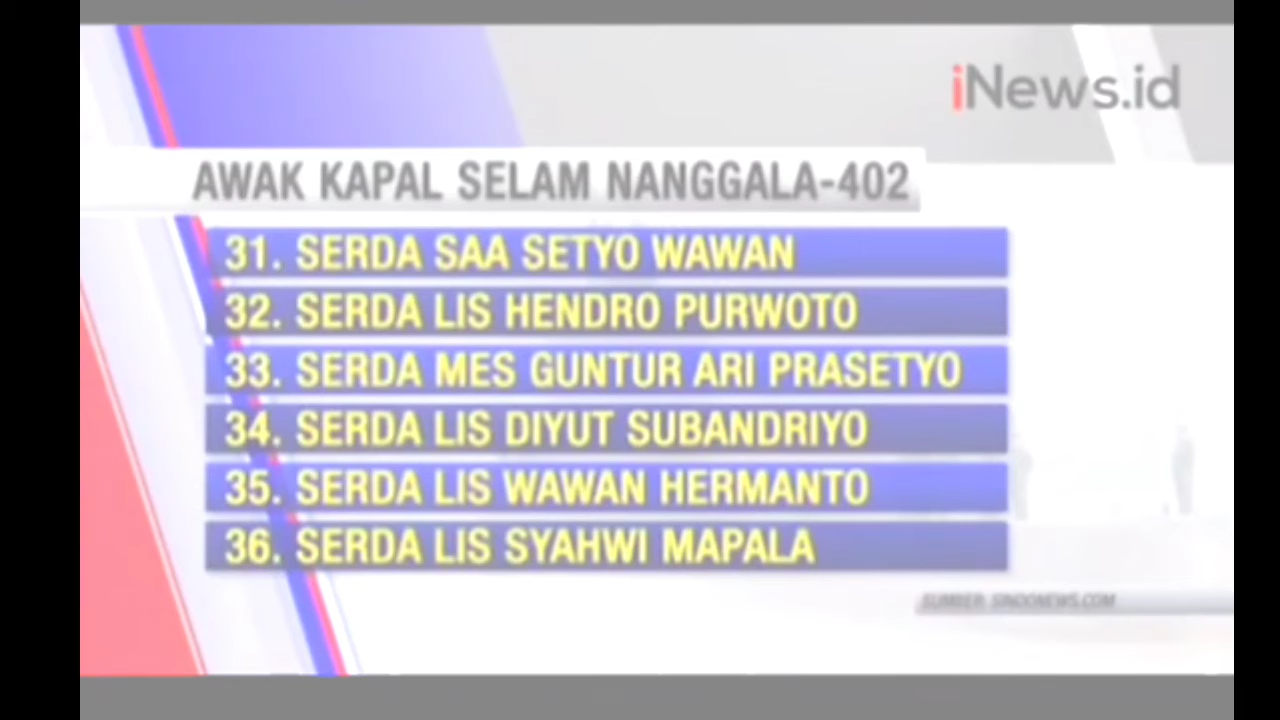 iNews.id
AWAK KAPAL SELAM NANGGALA-402
31. SERDA SAA SETYO WAWAN
32. SERDA LIS HENDRO PURWOTO
33. SERDA MES GUNTUR ARI PRASETYO
34. SERDA LIS DIYUT SUBANDRIYO
35. SERDA LIS WAWAN HERMANTO
36. SERDA LIS SYAHWI MAPALA
SUMBER: SINDONEWS.COM